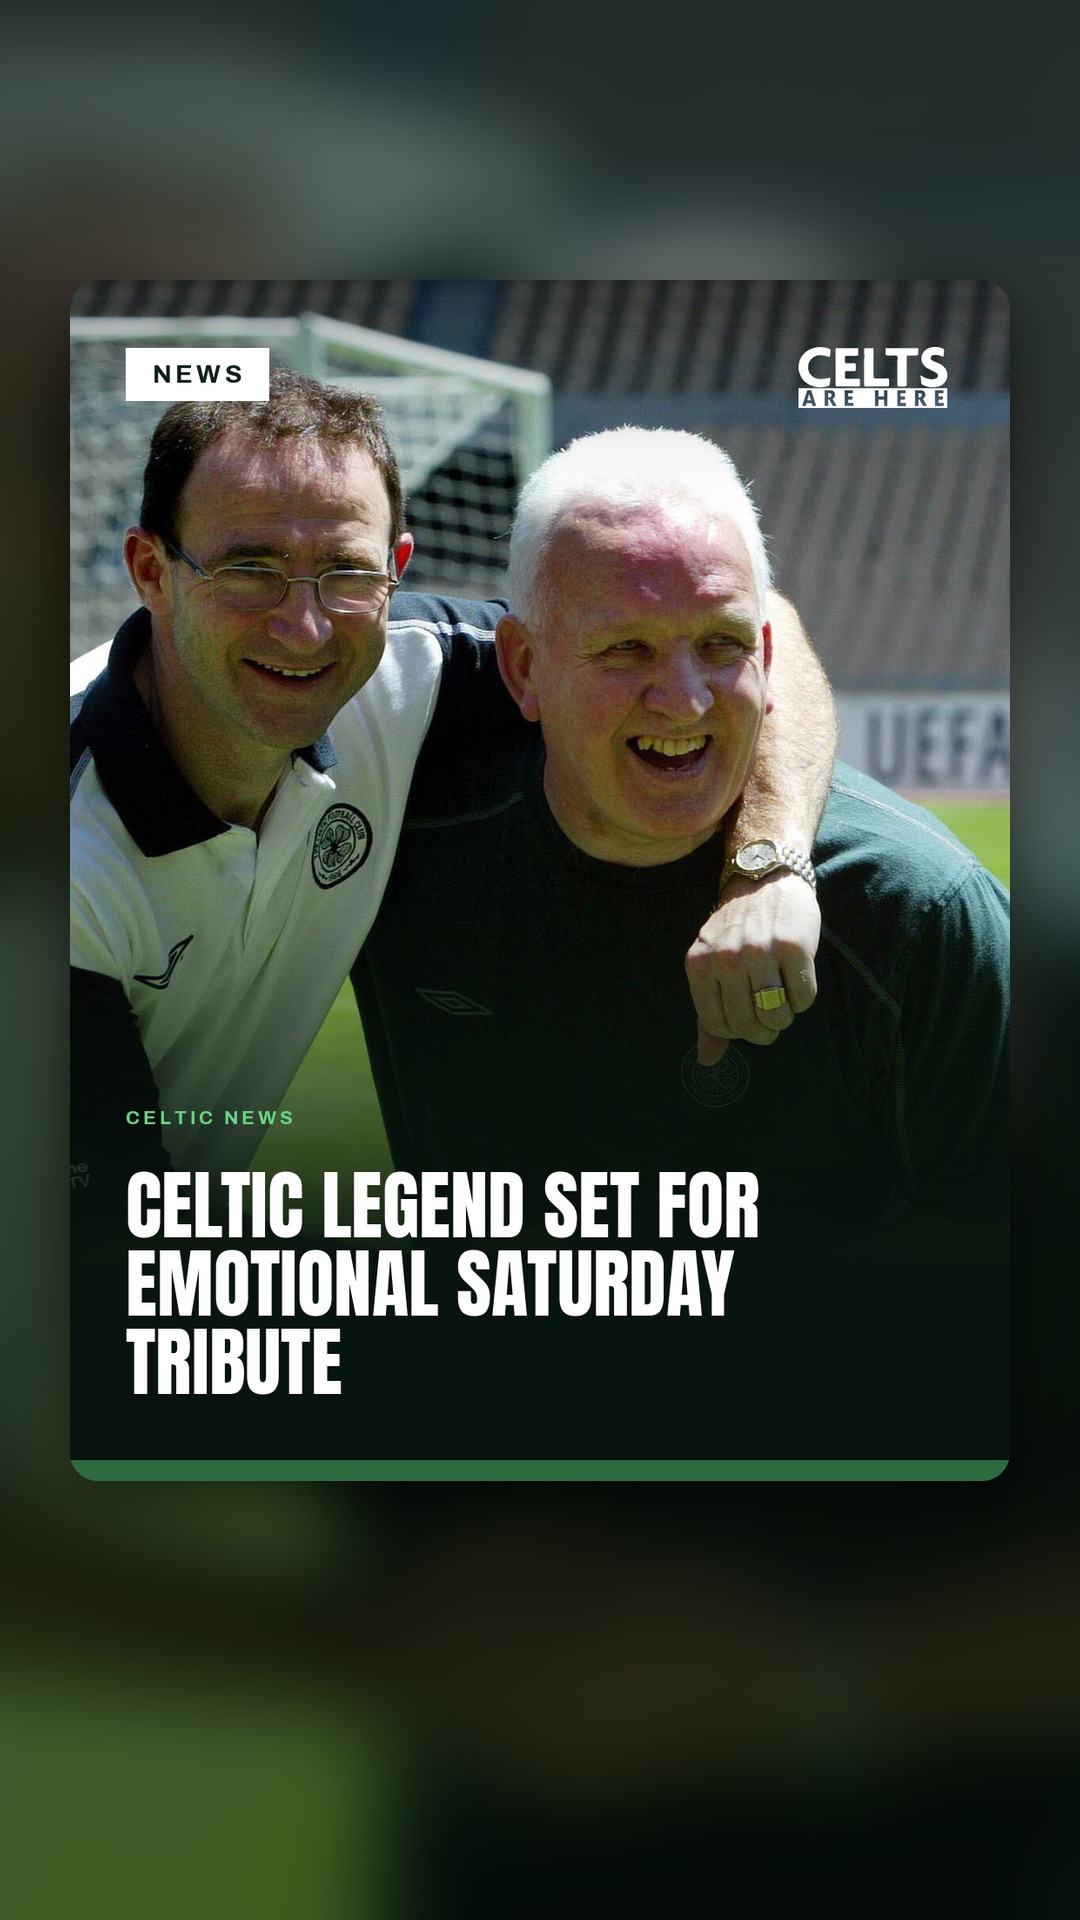 NEWS
CELTS
ARE HERE
UEFA
CELTIC NEWS
CELTIC LEGEND SET FOR
EMOTIONAL SATURDAY
TRIBUTE